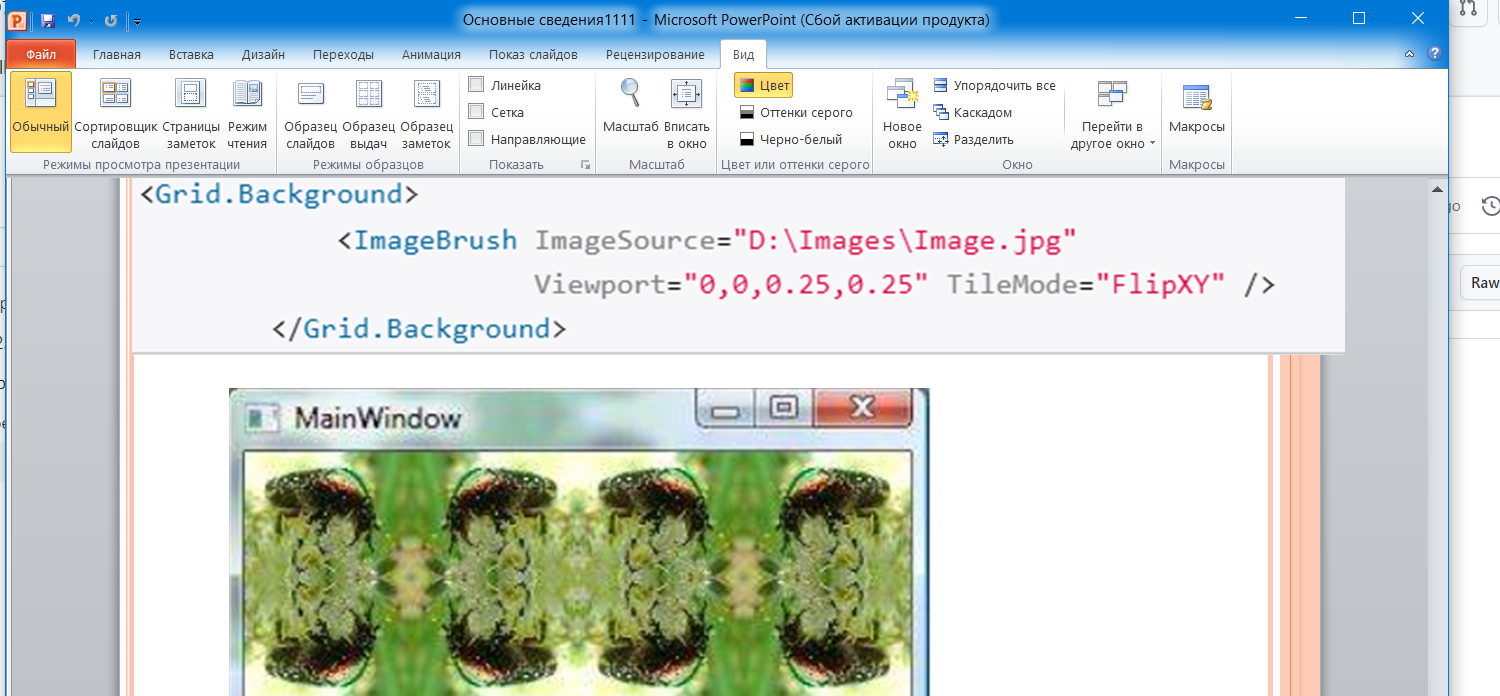 Основные сведения1111 - Microsoft PowerPoint (Сбой активации продукта)
Файл Главная Вставка Дизайн Переходы Анимация Показ слайдов Рецензирование Вид
Обычный
Сортировщик слайдов
Страницы заметок
Режим чтения
Режимы просмотра презентации
Образец слайдов
Образец выдач
Образец заметок
Режимы образцов
Линейка
Сетка
Направляющие
Показать
Масштаб
Вписать в окно
Масштаб
Цвет
Оттенки серого
Черно-белый
Цвет или оттенки серого
Новое окно
Упорядочить все
Каскадом
Разделить
Перейти в другое окно
Окно
Макросы
Макросы
<Grid.Background>
<ImageBrush ImageSource="D:\Images\Image.jpg"
Viewport="0,0,0.25,0.25" TileMode="FlipXY" />
</Grid.Background>
MainWindow
Raw